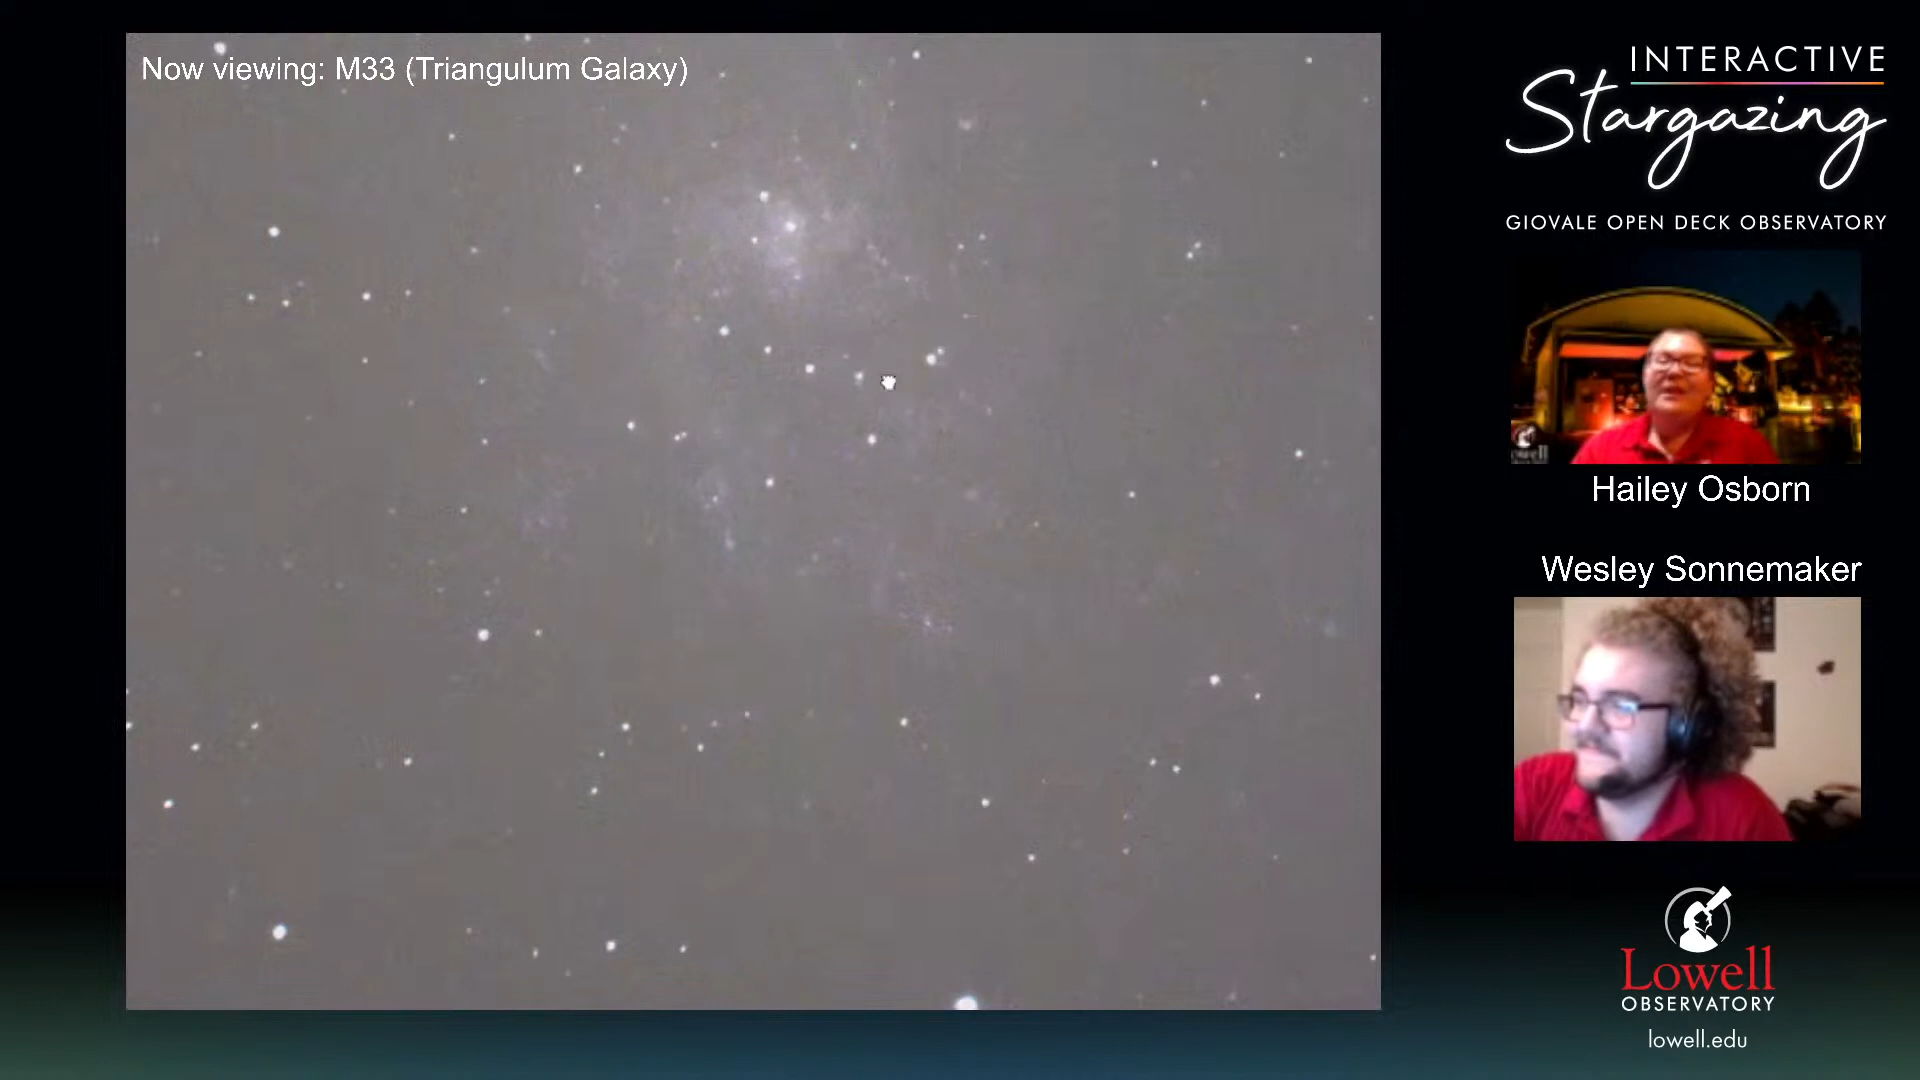 Now viewing: M33 (Triangulum Galaxy)
INTERACTIVE
Stargazing
GIOVALE OPEN DECK OBSERVATORY
owell
Hailey Osborn
Wesley Sonnemaker
Lowell
OBSERVATORY
lowell.edu